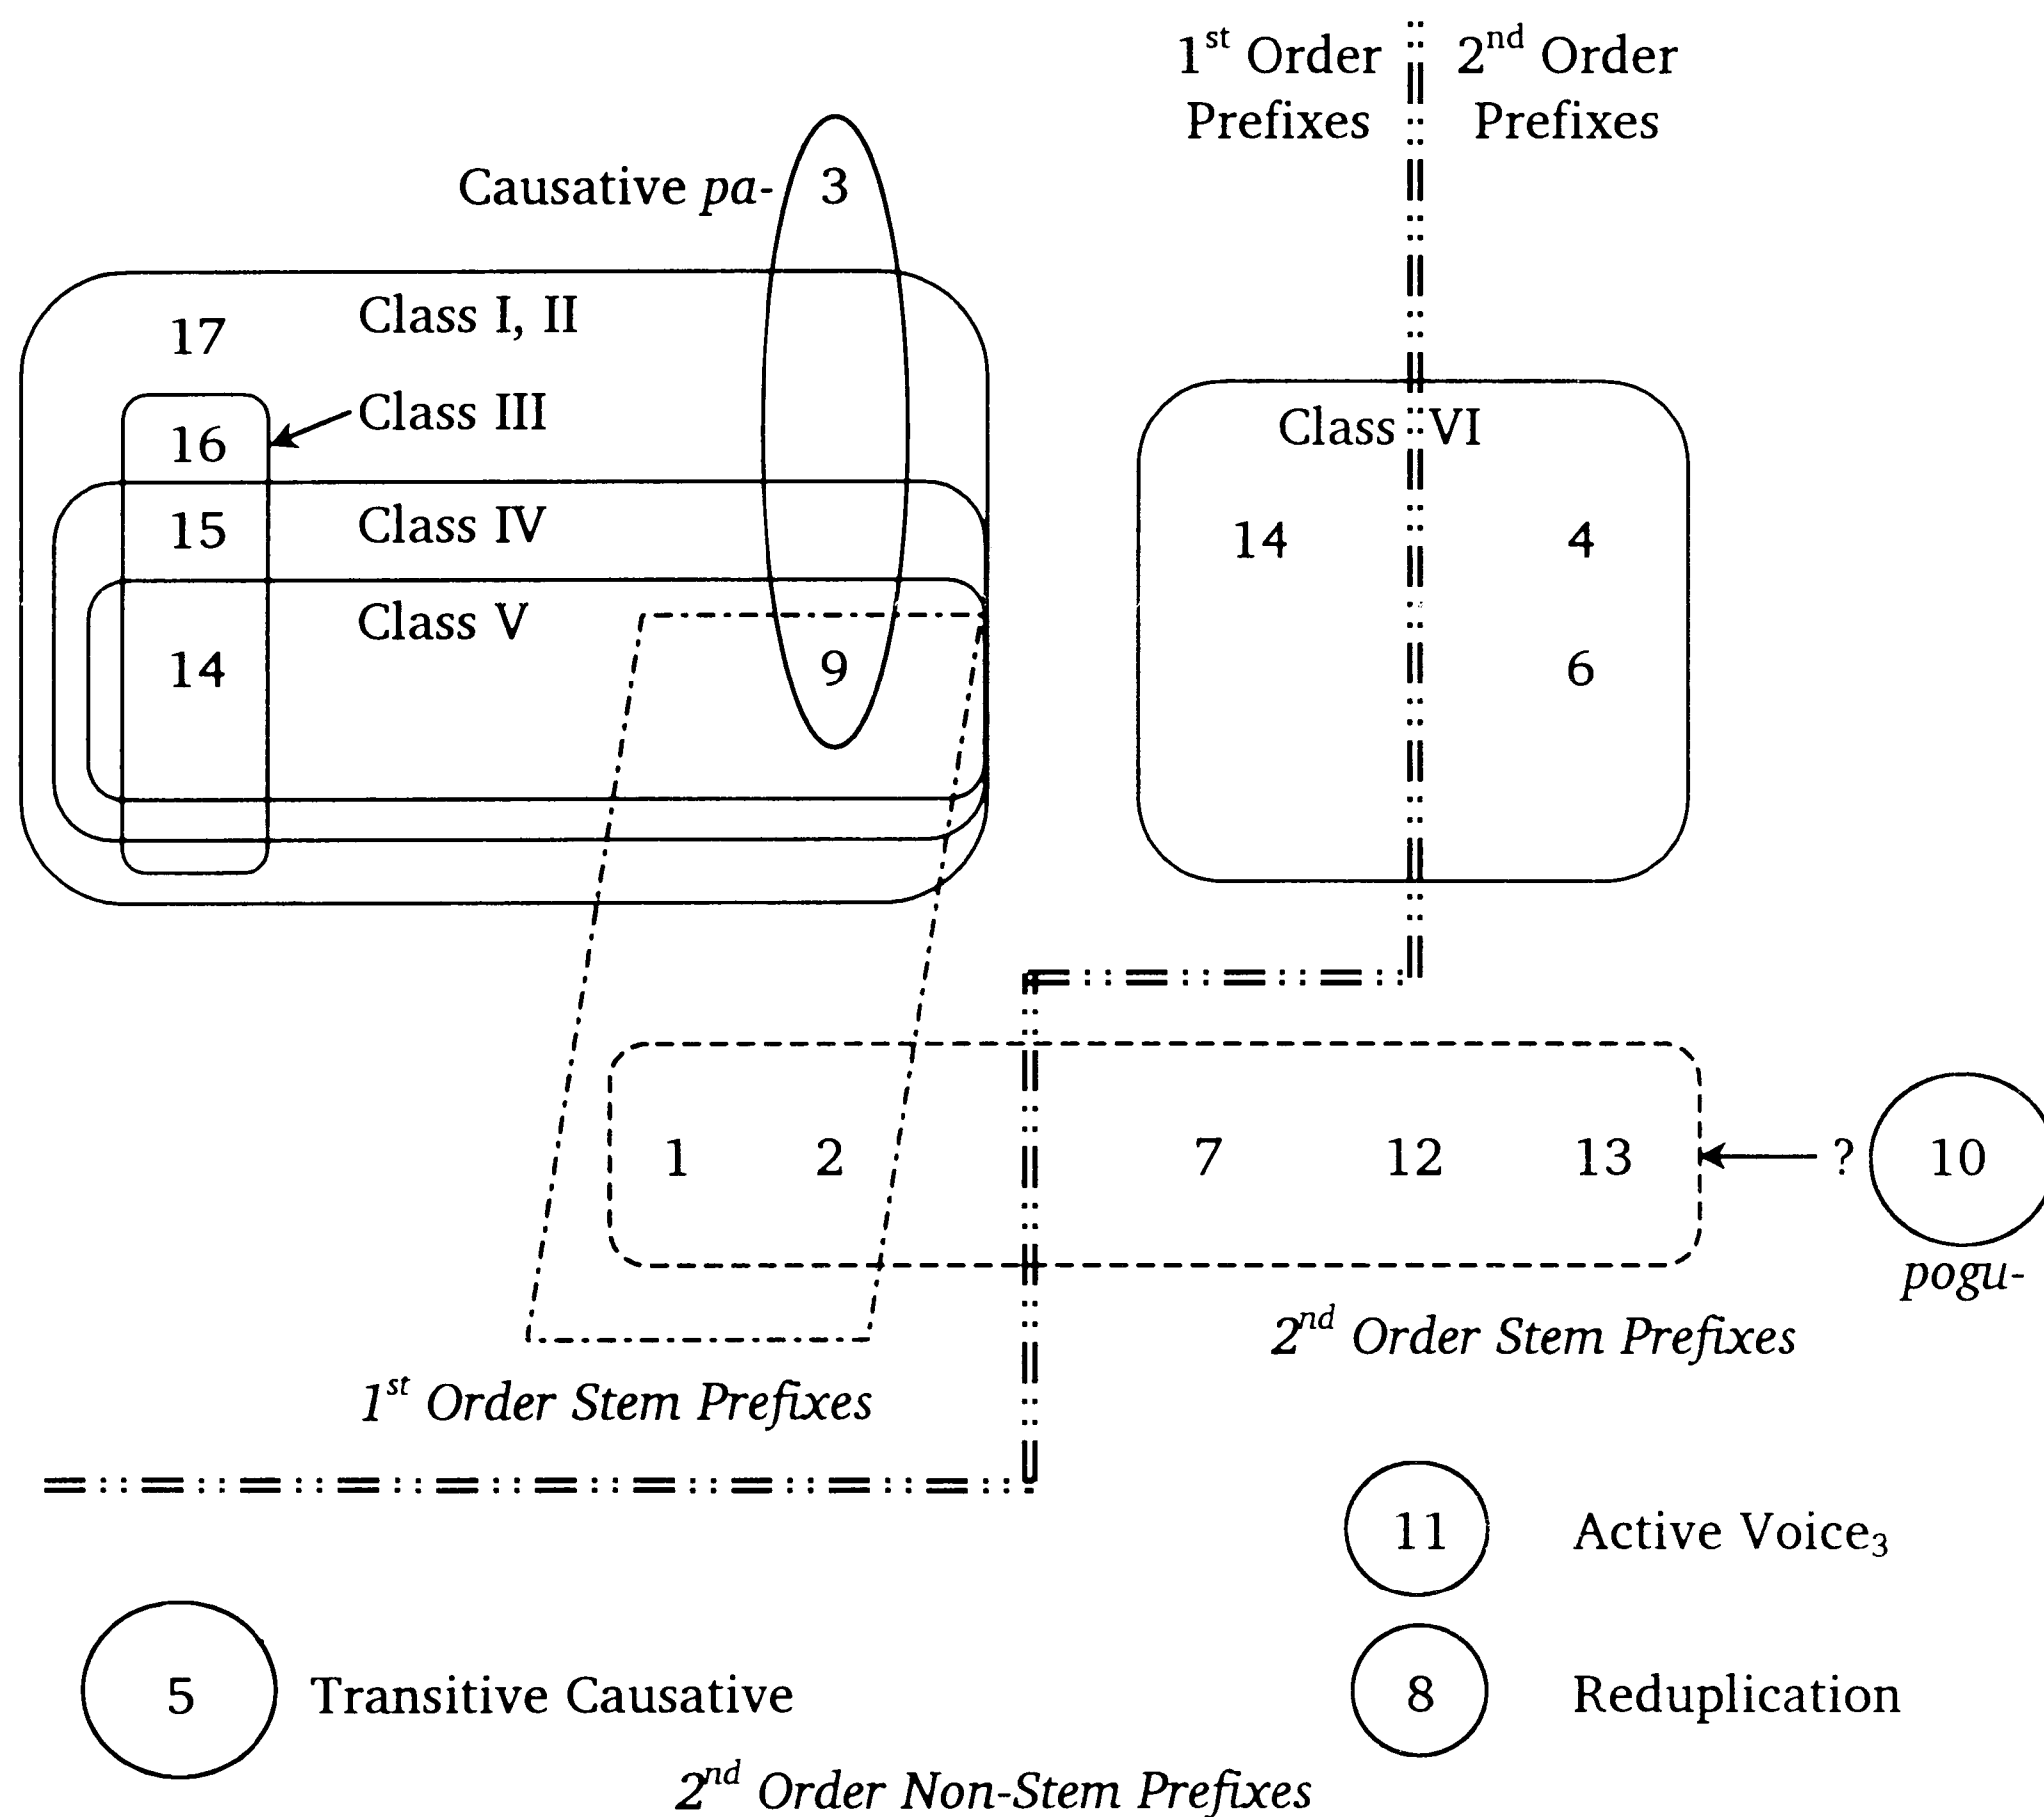 1st Order 2nd Order
Prefixes Prefixes
Causative pa- 3
17 Class I, II
16 Class III
Class VI
15 Class IV
14 4
Class V
14 9 6
1 2 7 12 13 ? 10
pogu-
2nd Order Stem Prefixes
1st Order Stem Prefixes
11 Active Voice3
5 Transitive Causative
8 Reduplication
2nd Order Non-Stem Prefixes